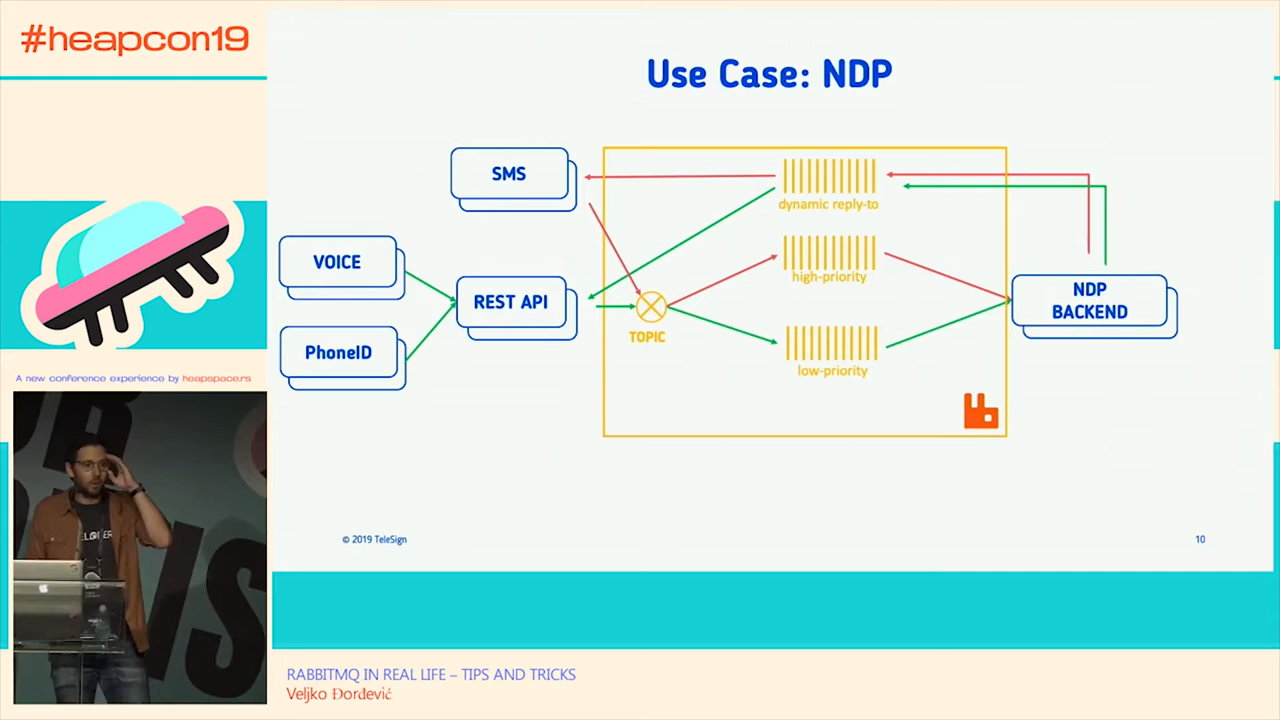 #heapcon19
A new conference experience by heapspace.rs
Use Case: NDP
SMS
VOICE
REST API
PhoneID
TOPIC
dynamic reply-to
high-priority
low-priority
NDP
BACKEND
© 2019 TeleSign
10
RABBITMQ IN REAL LIFE – TIPS AND TRICKS
Veljko Đorđević